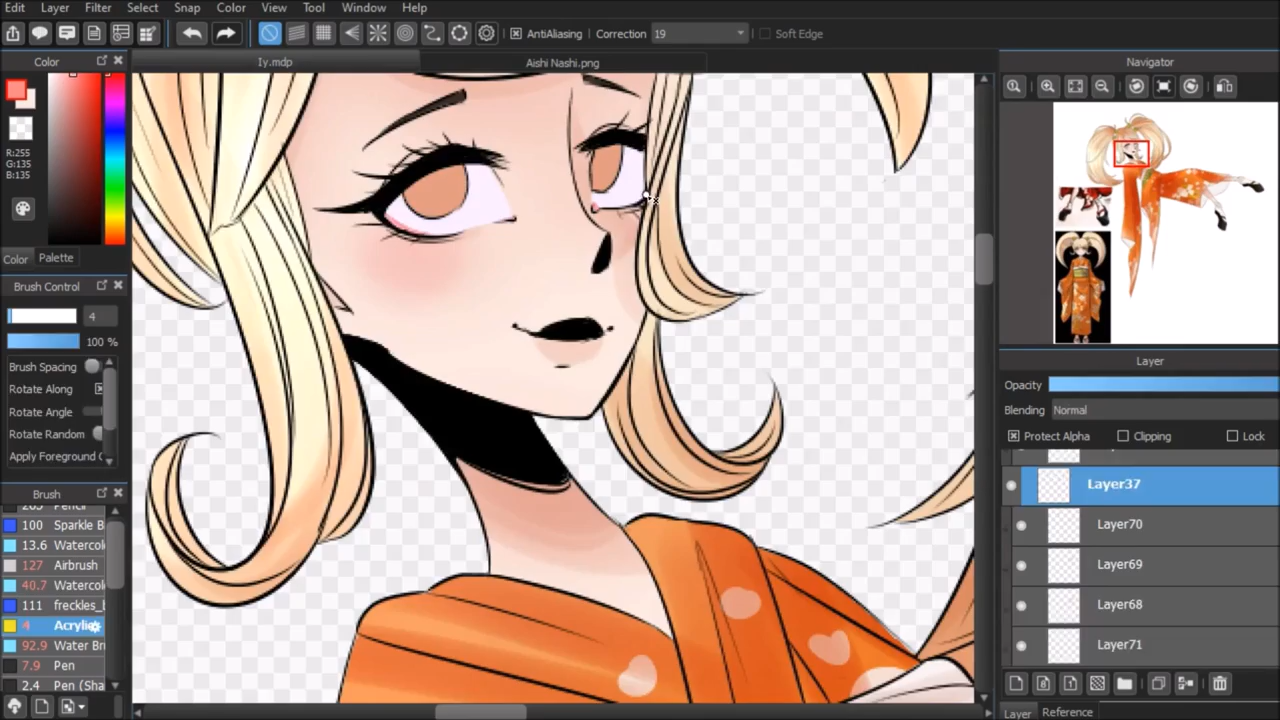 Edit Layer Filter Select Snap Color View Tool Window Help
AntiAliasing Correction 19 Soft Edge
Color Iy.mdp Aishi Nashi.png Navigator
R:255
G:135
B:135
Color Palette
Brush Control
4
100 %
Brush Spacing
Rotate Along
Rotate Angle
Rotate Random
Apply Foreground C
Brush
Pencil
100 Sparkle B
13.6 Watercol
127 Airbrush
40.7 Watercol
111 freckles_b
4 Acrylic
92.9 Water Bru
7.9 Pen
2.4 Pen (Sha
Layer
Opacity
Blending Normal
Protect Alpha Clipping Lock
Layer37
Layer70
Layer69
Layer68
Layer71
Layer Reference